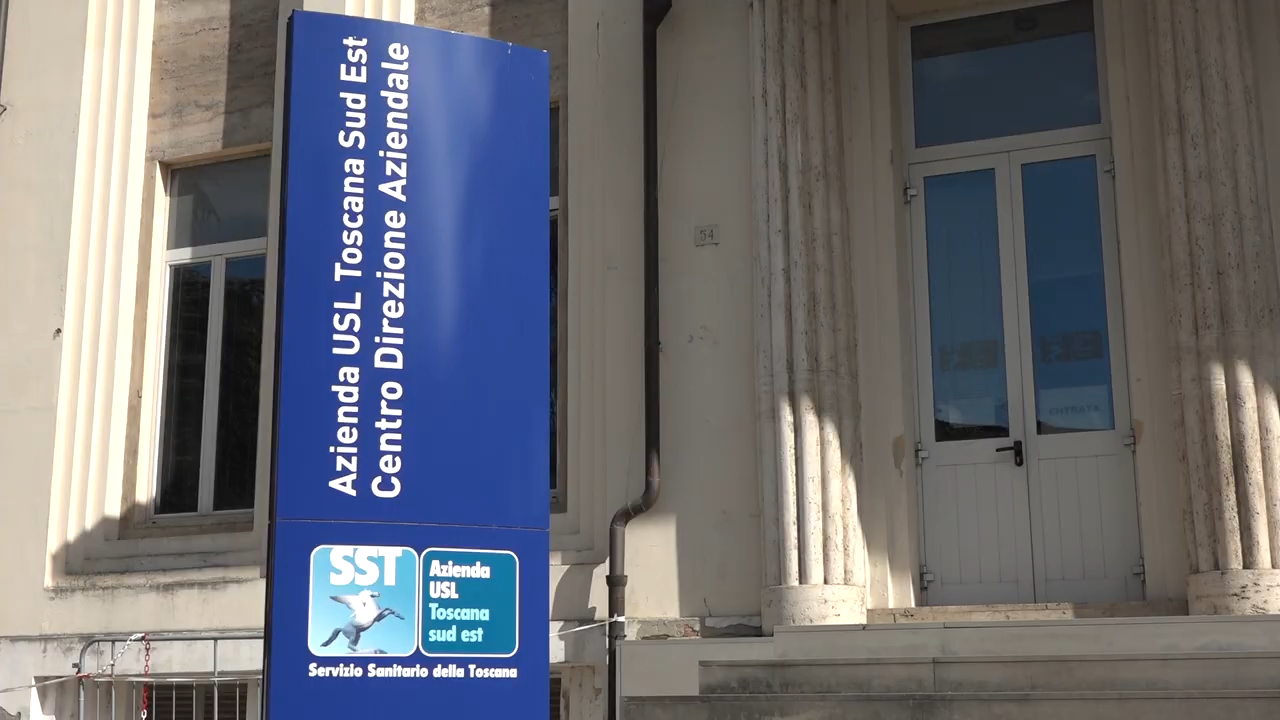 Azienda USL Toscana Sud Est
Centro Direzione Aziendale
SST
Azienda
USL
Toscana
sud est
Servizio Sanitario della Toscana
54
ENTRATA